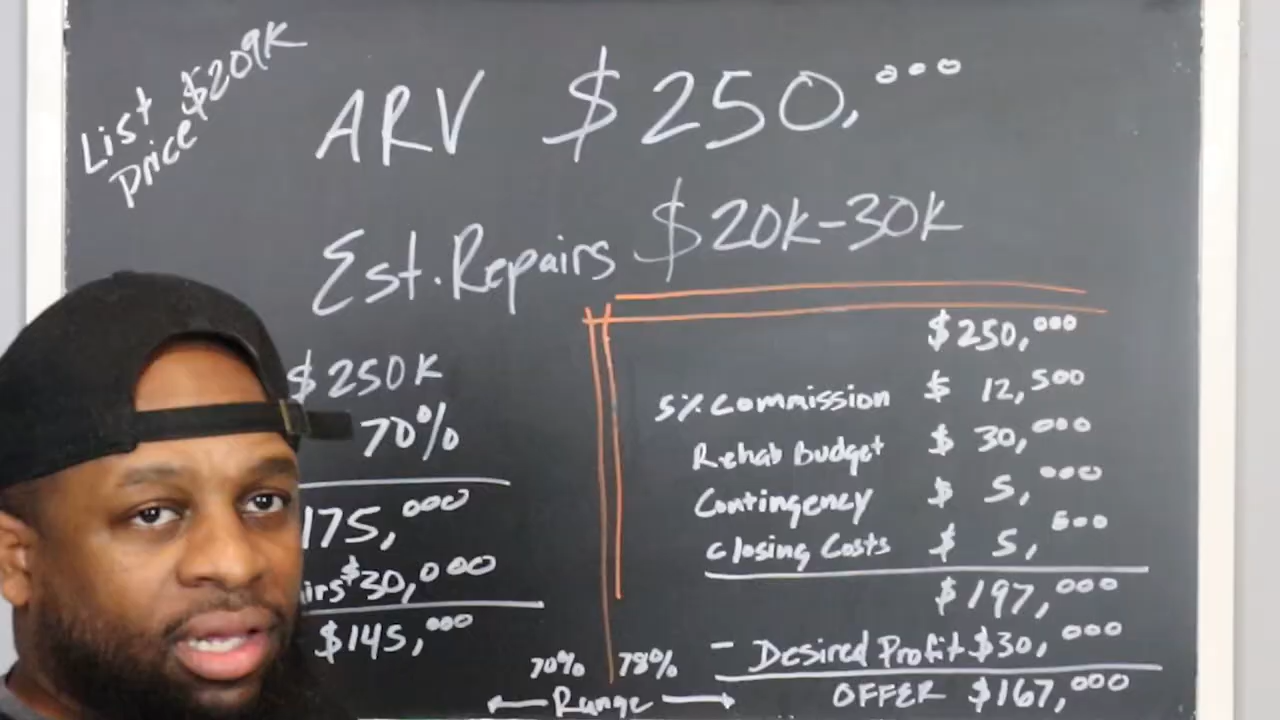 List
Price $209K
ARV $250,000
Est. Repairs $20K-30K
$250K
70%
175,000
$30,000
$145,000
$250,000
5% Commission $ 12,500
Rehab Budget $ 30,000
Contingency $ 5,000
Closing Costs $ 5,500
$197,000
- Desired Profit $30,000
OFFER $167,000
70% 78%
Range